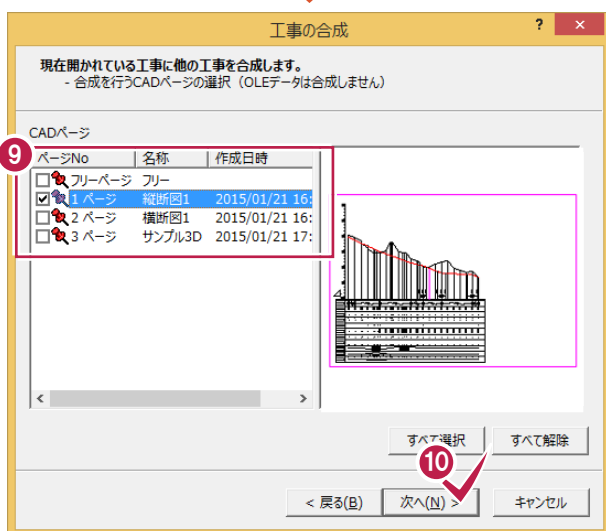 工事の合成
? ×
現在開かれている工事に他の工事を合成します。
- 合成を行うCADページの選択（OLEデータは合成しません）
CADページ
9
ページNo 名称 作成日時
フリーページ フリー
1 ページ 縦断図1 2015/01/21 16:
2 ページ 横断図1 2015/01/21 16:
3 ページ サンプル3D 2015/01/21 17:
すべて選択 すべて解除
10
< 戻る(B) 次へ(N) > キャンセル